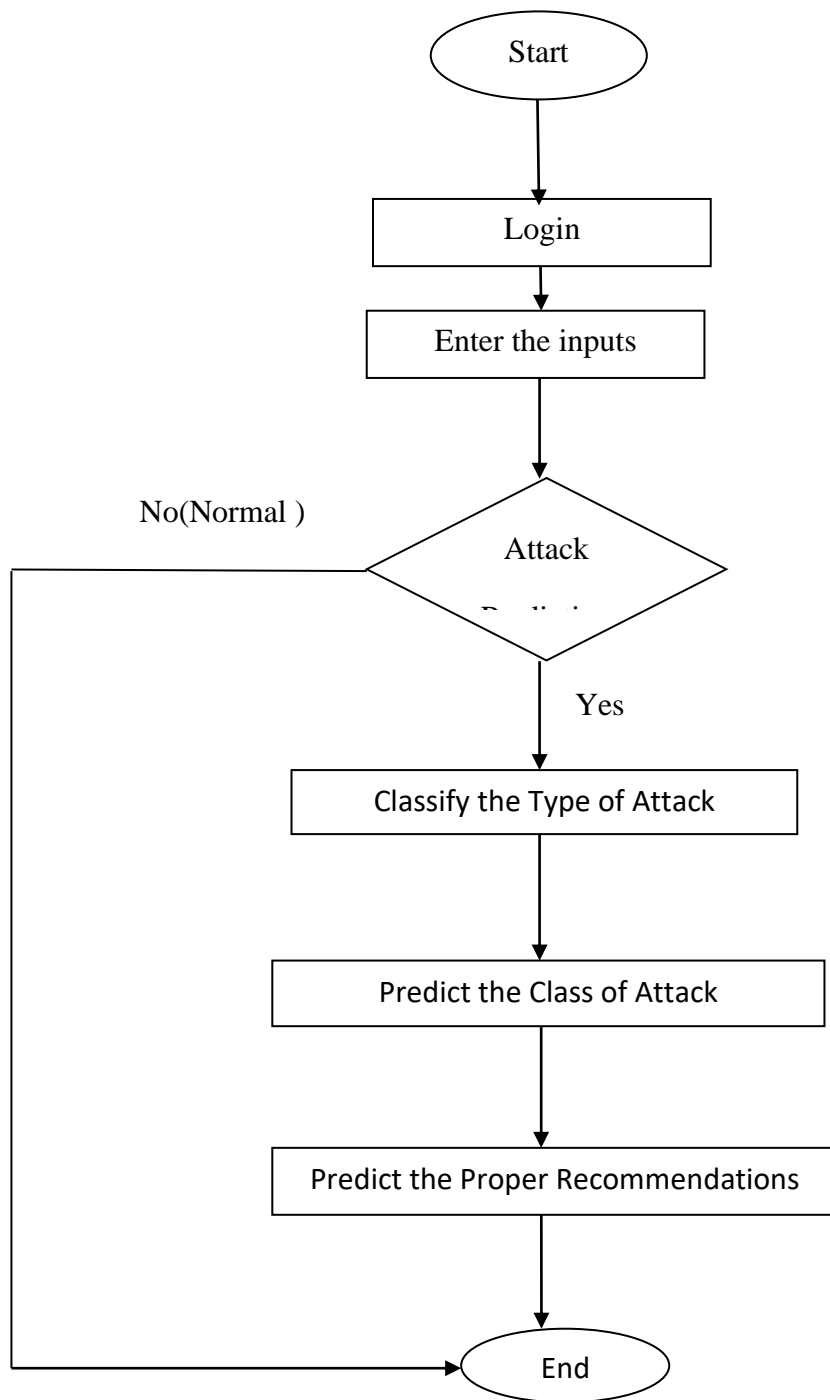 Start
Login
Enter the inputs
No(Normal )
Attack
Yes
Classify the Type of Attack
Predict the Class of Attack
Predict the Proper Recommendations
End